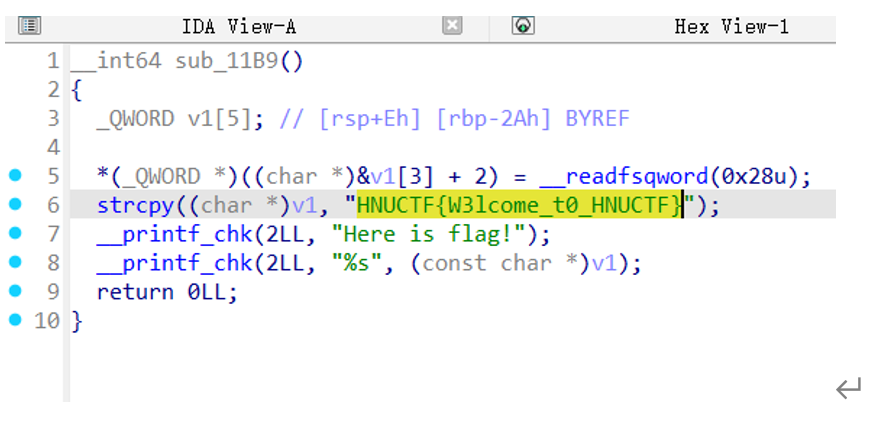 IDA View-A Hex View-1
1 __int64 sub_11B9()
2 {
3 _QWORD v1[5]; // [rsp+Eh] [rbp-2Ah] BYREF
4
5 *(_QWORD *)((char *)&v1[3] + 2) = __readfsqword(0x28u);
6 strcpy((char *)v1, "HNUCTF{W3lcome_t0_HNUCTF}");
7 __printf_chk(2LL, "Here is flag!");
8 __printf_chk(2LL, "%s", (const char *)v1);
9 return 0LL;
10 }